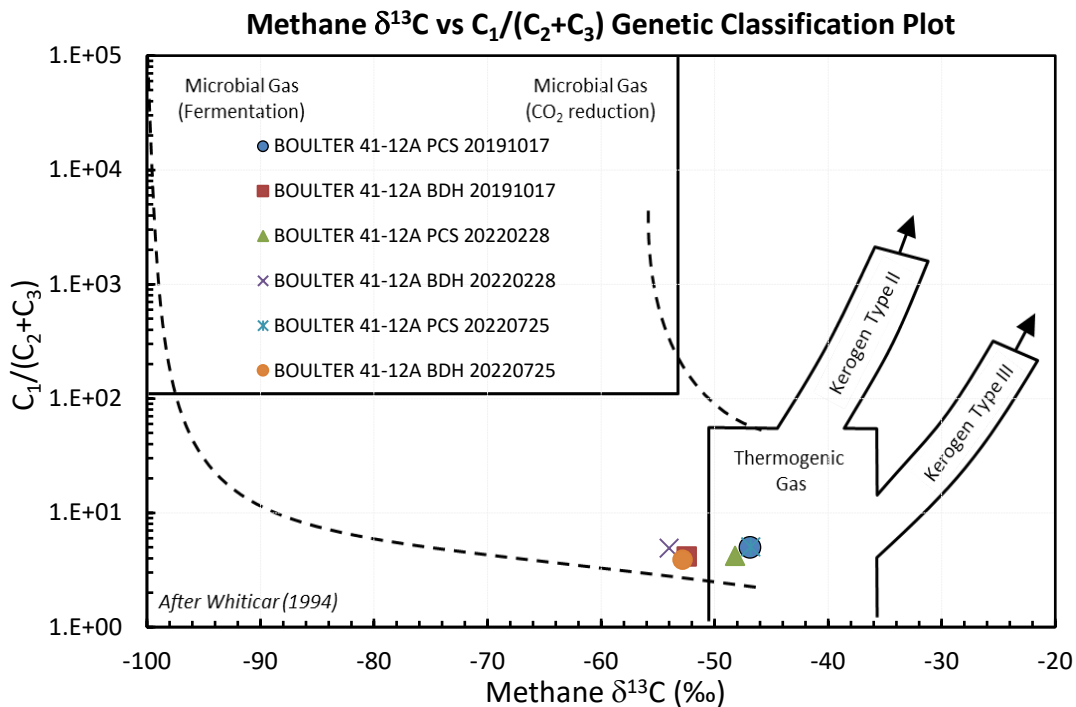 Methane δ¹³C vs C₁/(C₂+C₃) Genetic Classification Plot
1.E+05
1.E+04
1.E+03
1.E+02
1.E+01
1.E+00
C₁/(C₂+C₃)
Microbial Gas
(Fermentation)
Microbial Gas
(CO₂ reduction)
BOULTER 41-12A PCS 20191017
BOULTER 41-12A BDH 20191017
BOULTER 41-12A PCS 20220228
BOULTER 41-12A BDH 20220228
BOULTER 41-12A PCS 20220725
BOULTER 41-12A BDH 20220725
Kerogen Type II
Kerogen Type III
Thermogenic
Gas
After Whiticar (1994)
-100 -90 -80 -70 -60 -50 -40 -30 -20
Methane δ¹³C (‰)